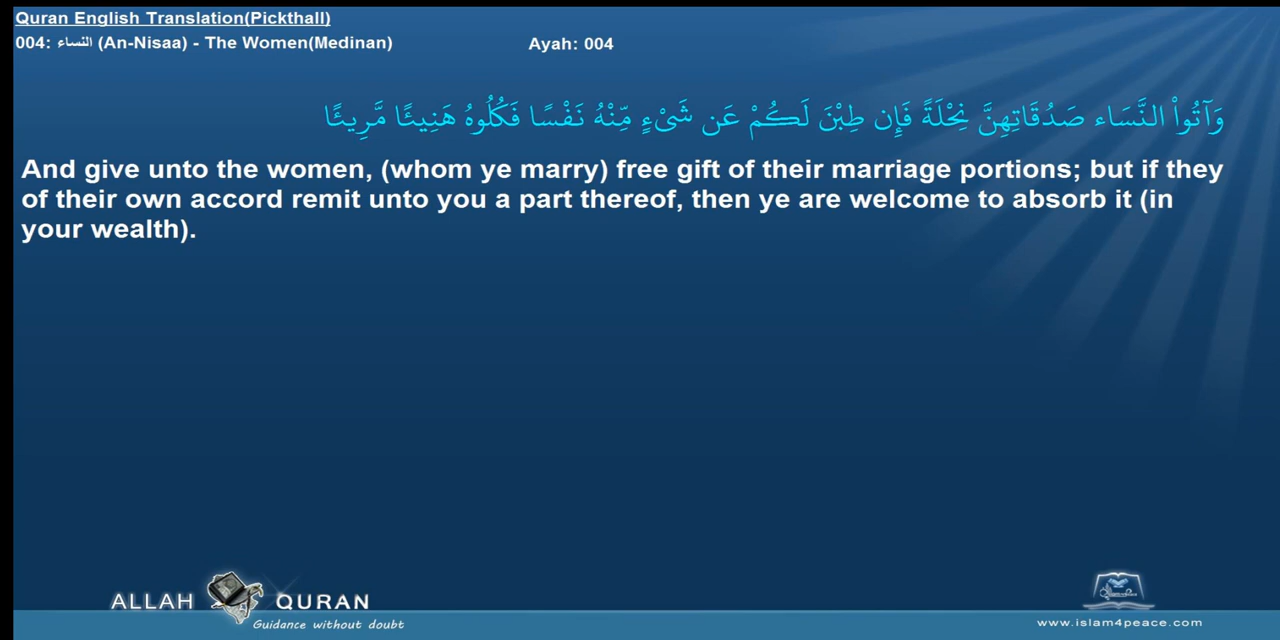 Quran English Translation(Pickthall)
004: النساء (An-Nisaa) - The Women(Medinan)
Ayah: 004
وَآتُواْ النَّسَاء صَدُقَاتِهِنَّ نِحْلَةً فَإِن طِبْنَ لَكُمْ عَن شَيْءٍ مِّنْهُ نَفْسًا فَكُلُوهُ هَنِيئًا مَّرِيئًا
And give unto the women, (whom ye marry) free gift of their marriage portions; but if they
of their own accord remit unto you a part thereof, then ye are welcome to absorb it (in
your wealth).
ALLAH QURAN
Guidance without doubt
www.islam4peace.com